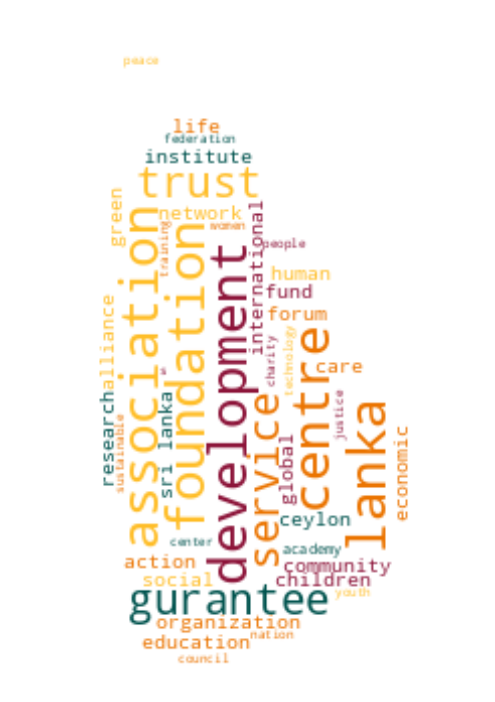 peace
life
federation
institute
trust
green
network
women
training
association
foundation
international
people
development
human
fund
forum
alliance
technology
charity
centre
care
research
sustainable
sri lanka
service
justice
global
lanka
economic
ceylon
center
academy
action
community
social
children
gurantee
youth
organization
nation
education
council